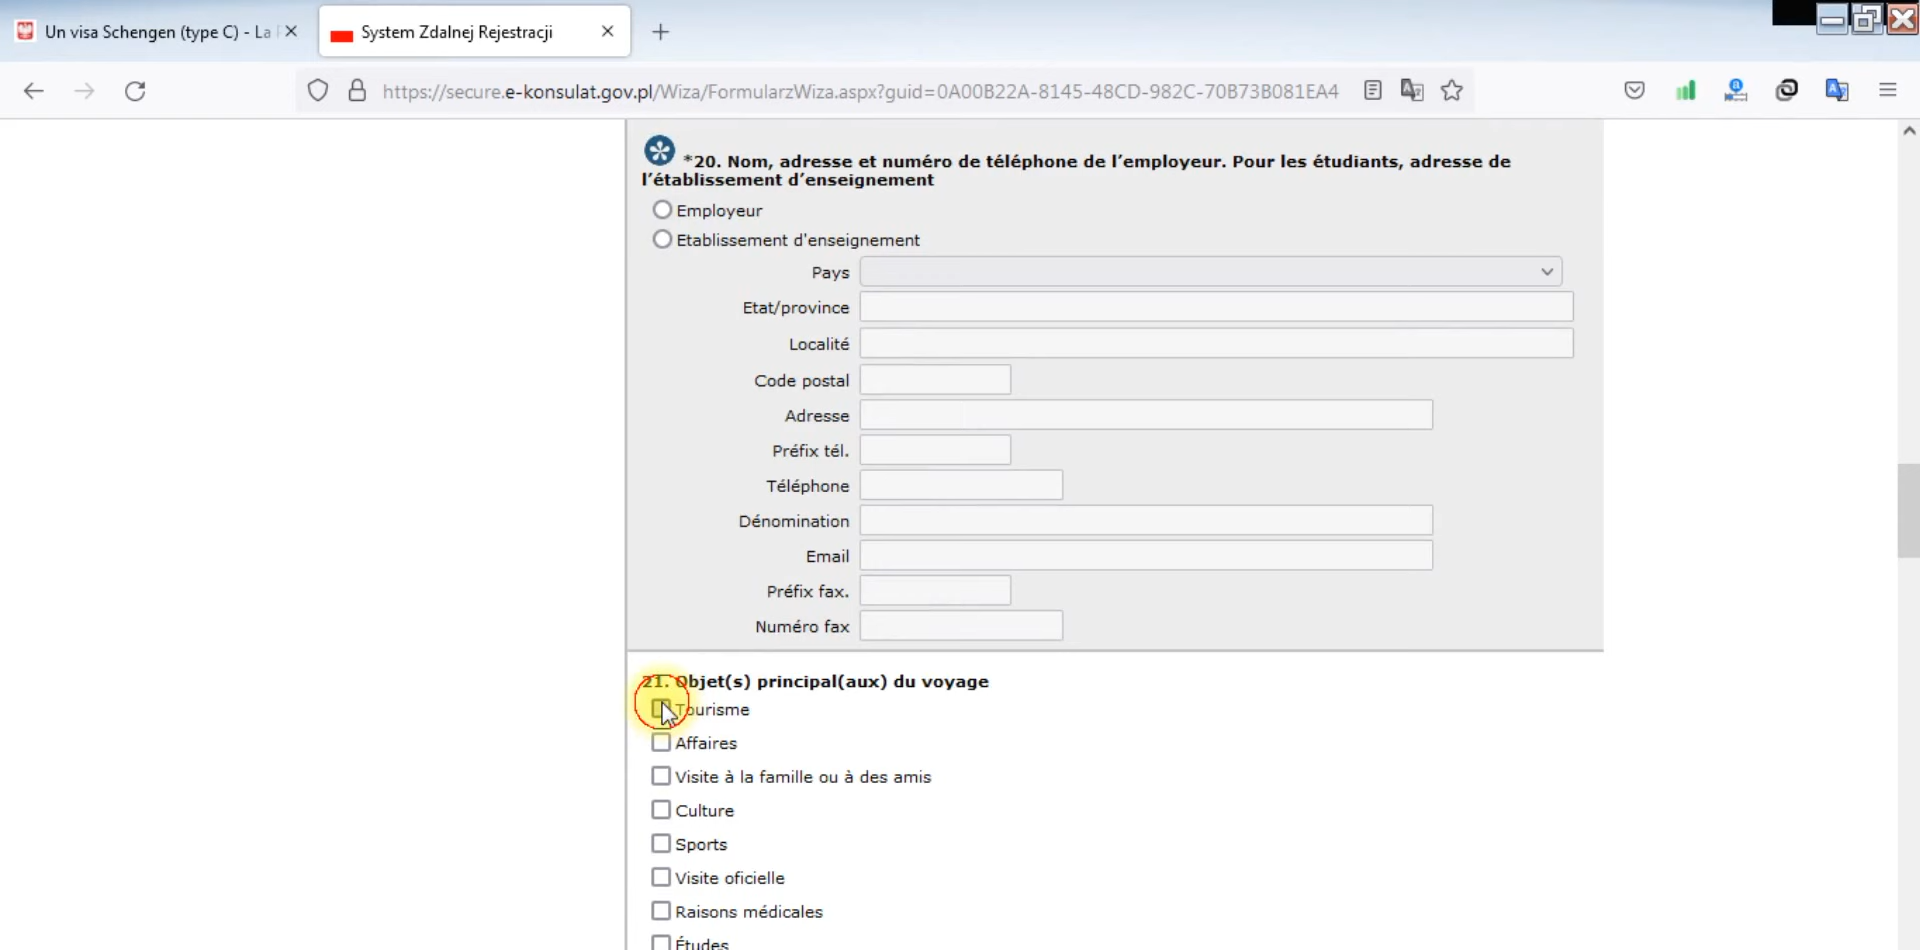 Un visa Schengen (type C) - La
System Zdalnej Rejestracji
https://secure.e-konsulat.gov.pl/Wiza/FormularzWiza.aspx?guid=0A00B22A-8145-48CD-982C-70B73B081EA4
*20. Nom, adresse et numéro de téléphone de l’employeur. Pour les étudiants, adresse de
l’établissement d’enseignement
Employeur
Etablissement d'enseignement
Pays
Etat/province
Localité
Code postal
Adresse
Préfix tél.
Téléphone
Dénomination
Email
Préfix fax.
Numéro fax
21. Objet(s) principal(aux) du voyage
Tourisme
Affaires
Visite à la famille ou à des amis
Culture
Sports
Visite oficielle
Raisons médicales
Études